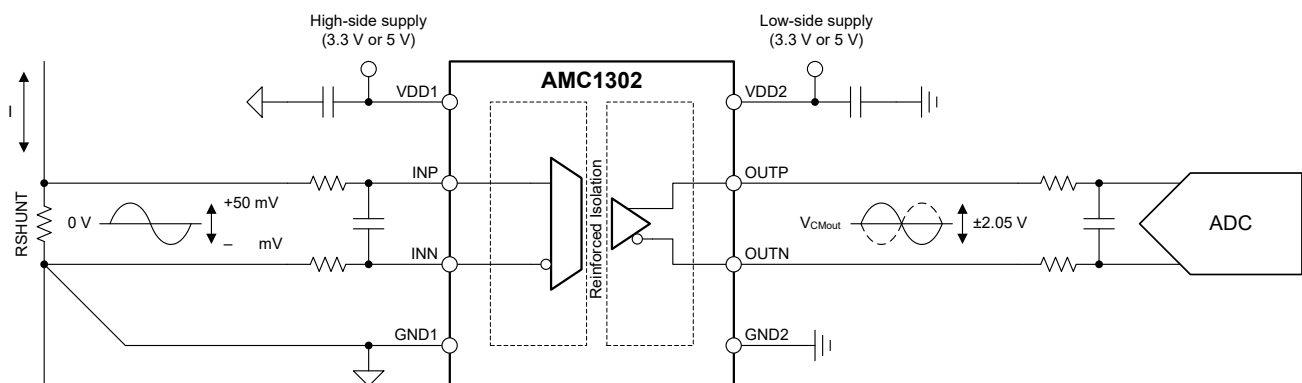 High-side supply
(3.3 V or 5 V)
Low-side supply
(3.3 V or 5 V)
AMC1302
VDD1
VDD2
I
Reinforced Isolation
INP
OUTP
RSHUNT
0 V
+50 mV
– mV
VCMout
±2.05 V
ADC
INN
OUTN
GND1
GND2